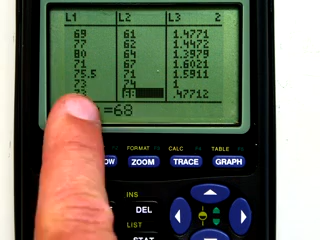 L1 L2 L3 2
69 61 1.4771
77 62 1.4472
80 64 1.3979
71 67 1.6021
75.5 71 1.5911
73 74 1
68 .47712
=68
FORMAT CALC TABLE
ZOOM TRACE GRAPH
INS
DEL
LIST
STAT